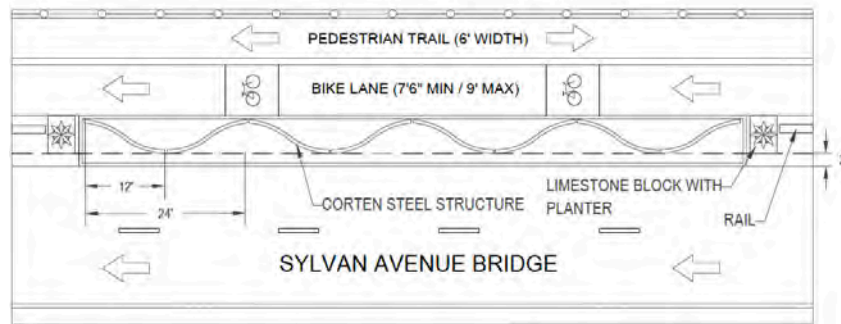 PEDESTRIAN TRAIL (6' WIDTH)
BIKE LANE (7'6" MIN / 9' MAX)
12'
24'
CORTEN STEEL STRUCTURE
LIMESTONE BLOCK WITH
PLANTER
RAIL
SYLVAN AVENUE BRIDGE